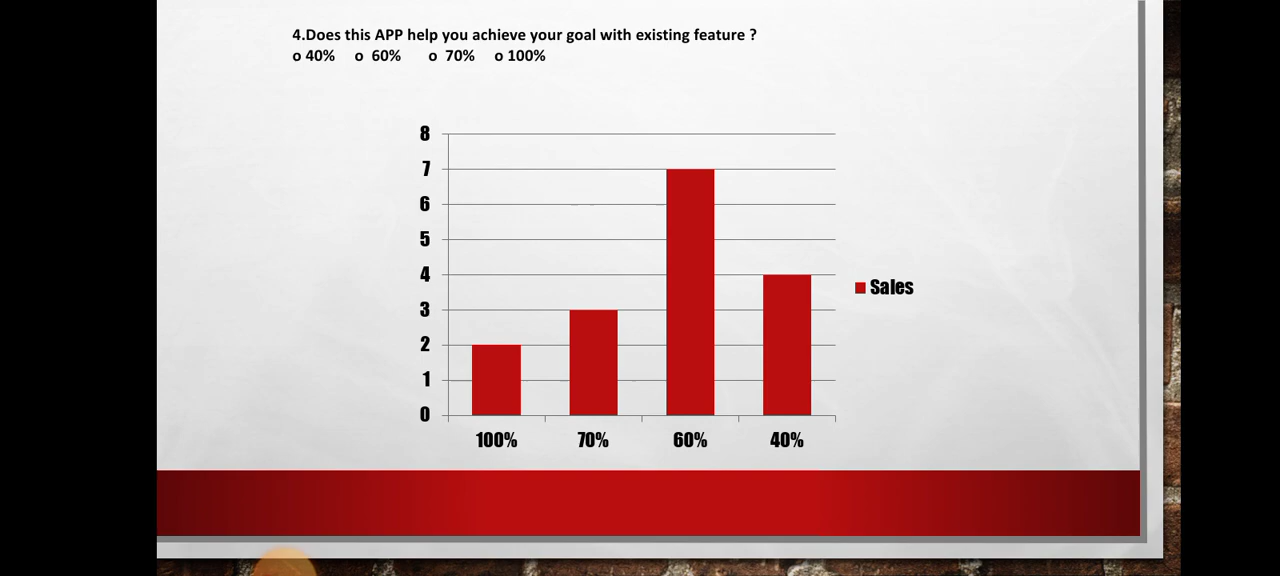 4.Does this APP help you achieve your goal with existing feature ?
o 40% o 60% o 70% o 100%
8
7
6
5
4
3
2
1
0
100% 70% 60% 40%
Sales